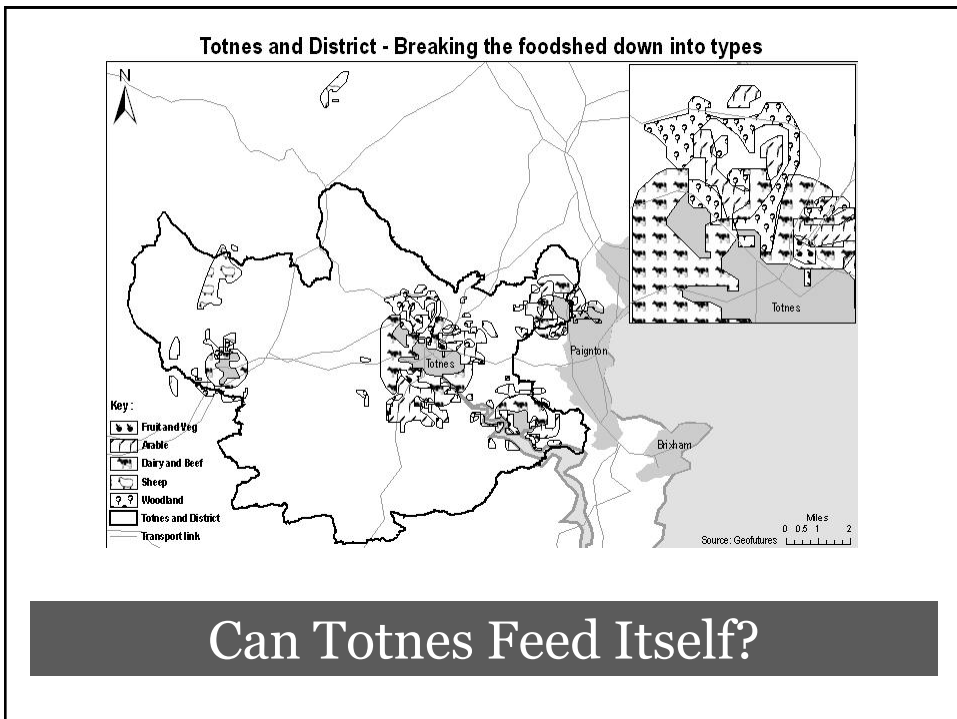 Totnes and District - Breaking the foodshed down into types
N
Totnes
Totnes
Paignton
Brixham
Key :
Fruit and Veg
Arable
Dairy and Beef
Sheep
Woodland
Totnes and District
Transport link
Miles
0 0.5 1 2
Source: Geofutures
Can Totnes Feed Itself?